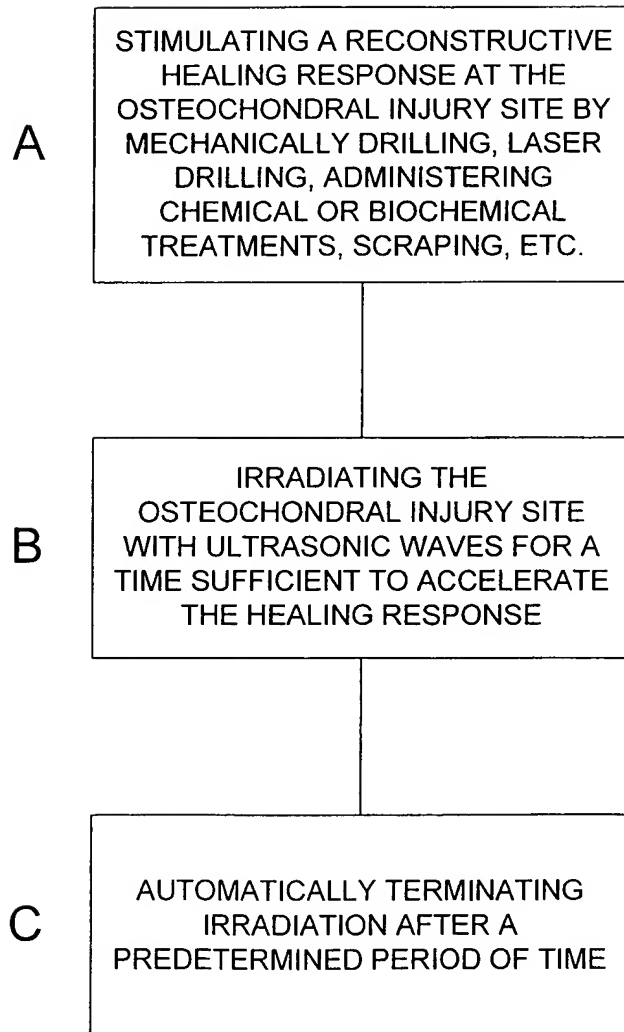 A
STIMULATING A RECONSTRUCTIVE
HEALING RESPONSE AT THE
OSTEOCHONDRAL INJURY SITE BY
MECHANICALLY DRILLING, LASER
DRILLING, ADMINISTERING
CHEMICAL OR BIOCHEMICAL
TREATMENTS, SCRAPING, ETC.
B
IRRADIATING THE
OSTEOCHONDRAL INJURY SITE
WITH ULTRASONIC WAVES FOR A
TIME SUFFICIENT TO ACCELERATE
THE HEALING RESPONSE
C
AUTOMATICALLY TERMINATING
IRRADIATION AFTER A
PREDETERMINED PERIOD OF TIME